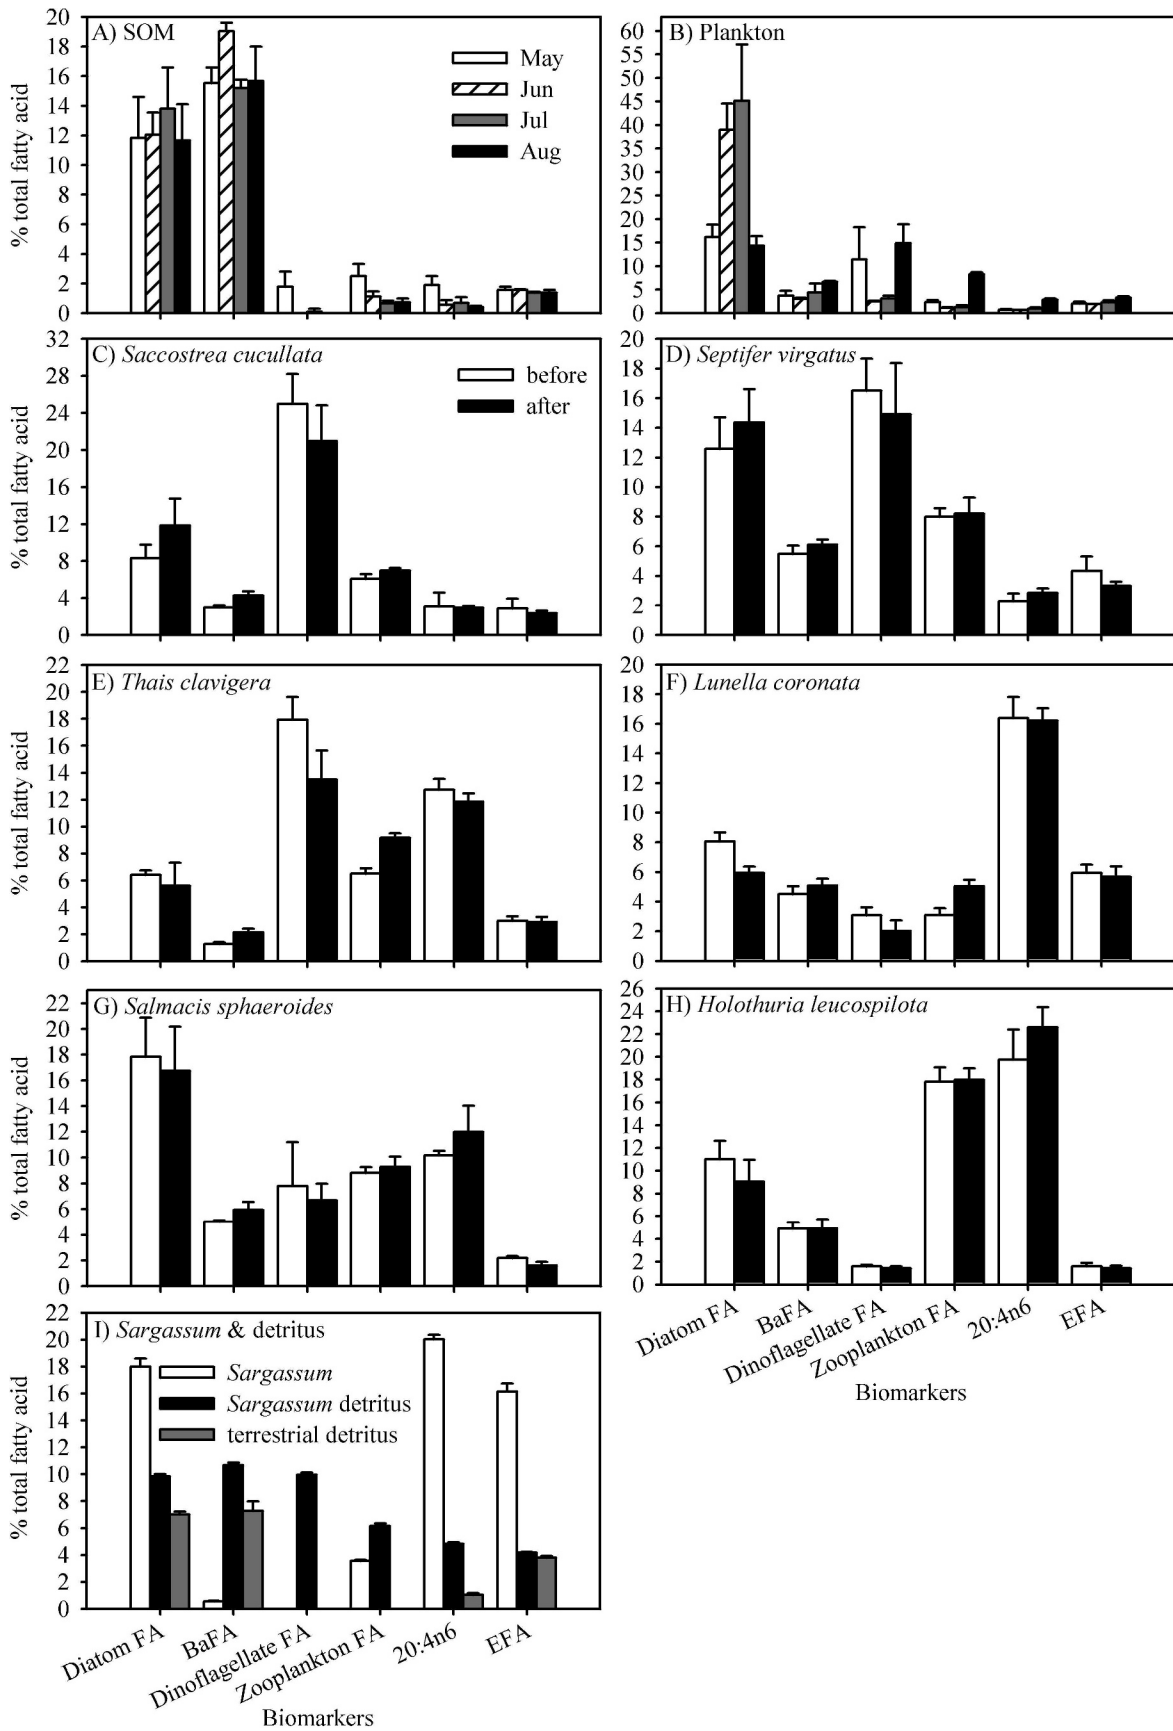 A) SOM
May
Jun
Jul
Aug
% total fatty acid
20
18
16
14
12
10
8
6
4
2
0
B) Plankton
60
55
50
45
40
35
30
25
20
15
10
5
0
C) Saccostrea cucullata
before
after
% total fatty acid
32
28
24
20
16
12
8
4
0
D) Septifer virgatus
20
18
16
14
12
10
8
6
4
2
0
E) Thais clavigera
% total fatty acid
22
20
18
16
14
12
10
8
6
4
2
0
F) Lunella coronata
20
18
16
14
12
10
8
6
4
2
0
G) Salmacis sphaeroides
% total fatty acid
22
20
18
16
14
12
10
8
6
4
2
0
H) Holothuria leucospilota
26
24
22
20
18
16
14
12
10
8
6
4
2
0
Diatom FA
BaFA
Dinoflagellate FA
Zooplankton FA
20:4n6
EFA
Biomarkers
I) Sargassum & detritus
Sargassum
Sargassum detritus
terrestrial detritus
% total fatty acid
22
20
18
16
14
12
10
8
6
4
2
0
Diatom FA
BaFA
Dinoflagellate FA
Zooplankton FA
20:4n6
EFA
Biomarkers